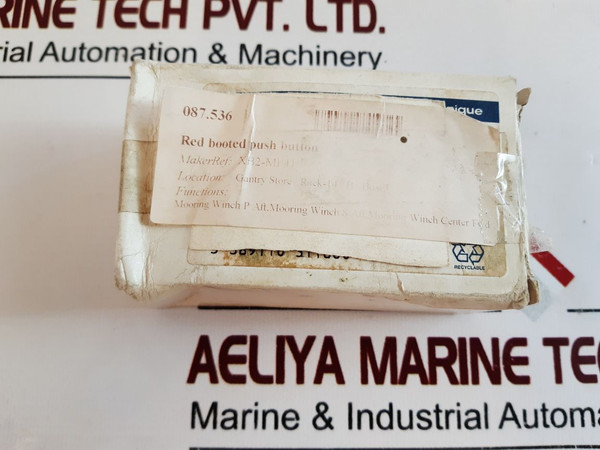 RINE TECH PVT. LTD.
rial Automation & Machinery
nique
087.536
Red booted push button
MakerRef:
Location: Gantry Store
Functions:
Mooring Winch P Aft,Mooring Winch Winch Center
RECYCLABLE
AELIYA MARINE TEC
Marine & Industrial Automa